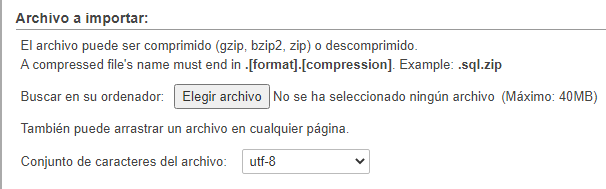 Archivo a importar:
El archivo puede ser comprimido (gzip, bzip2, zip) o descomprimido.
A compressed file's name must end in .[format].[compression]. Example: .sql.zip
Buscar en su ordenador: Elegir archivo No se ha seleccionado ningún archivo (Máximo: 40MB)
También puede arrastrar un archivo en cualquier página.
Conjunto de caracteres del archivo: utf-8